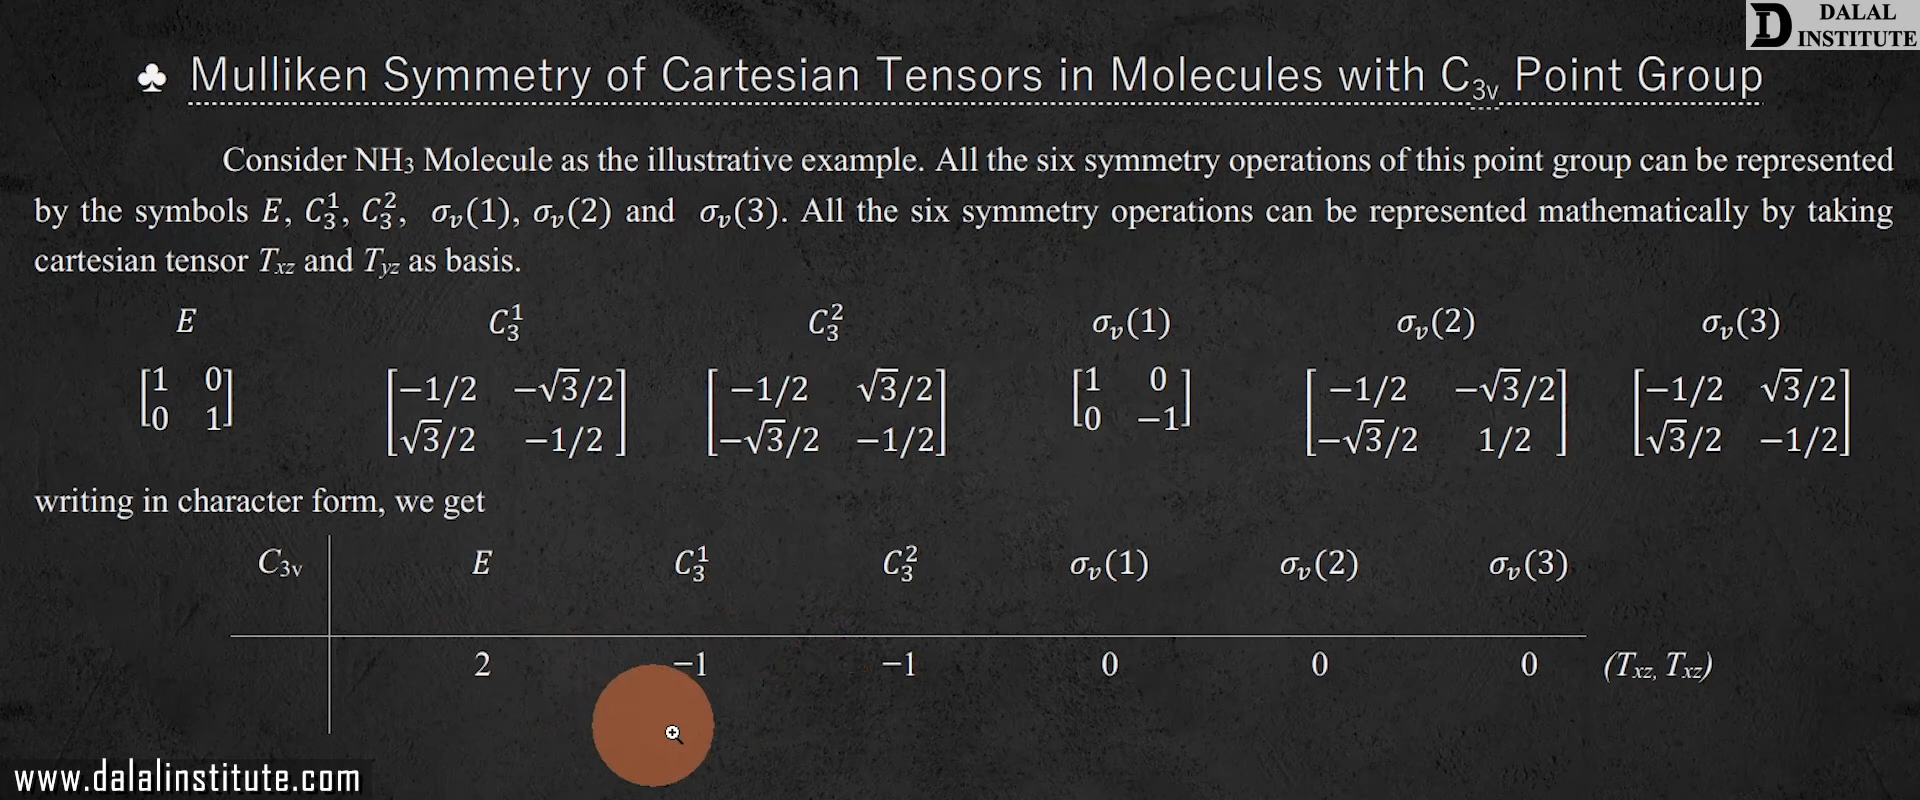 DALAL
INSTITUTE
♣ Mulliken Symmetry of Cartesian Tensors in Molecules with C₃ᵥ Point Group
Consider NH₃ Molecule as the illustrative example. All the six symmetry operations of this point group can be represented
by the symbols E, C₃¹, C₃², σᵥ(1), σᵥ(2) and σᵥ(3). All the six symmetry operations can be represented mathematically by taking
cartesian tensor Txz and Tyz as basis.
E C₃¹ C₃² σᵥ(1) σᵥ(2) σᵥ(3)
[1 0] [−1/2 −√3/2] [−1/2 √3/2] [1 0] [−1/2 −√3/2] [−1/2 √3/2]
[0 1] [√3/2 −1/2] [−√3/2 −1/2] [0 −1] [−√3/2 1/2] [√3/2 −1/2]
writing in character form, we get
C₃ᵥ E C₃¹ C₃² σᵥ(1) σᵥ(2) σᵥ(3)
2 −1 −1 0 0 0 (Txz, Txz)
www.dalalinstitute.com